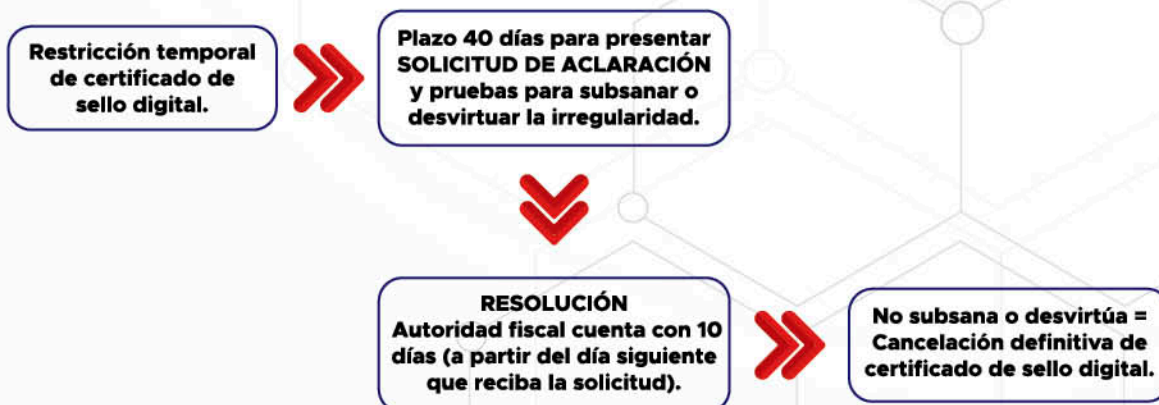 Restricción temporal
de certificado de
sello digital.
Plazo 40 días para presentar
SOLICITUD DE ACLARACIÓN
y pruebas para subsanar o
desvirtuar la irregularidad.
RESOLUCIÓN
Autoridad fiscal cuenta con 10
días (a partir del día siguiente
que reciba la solicitud).
No subsana o desvirtúa =
Cancelación definitiva de
certificado de sello digital.